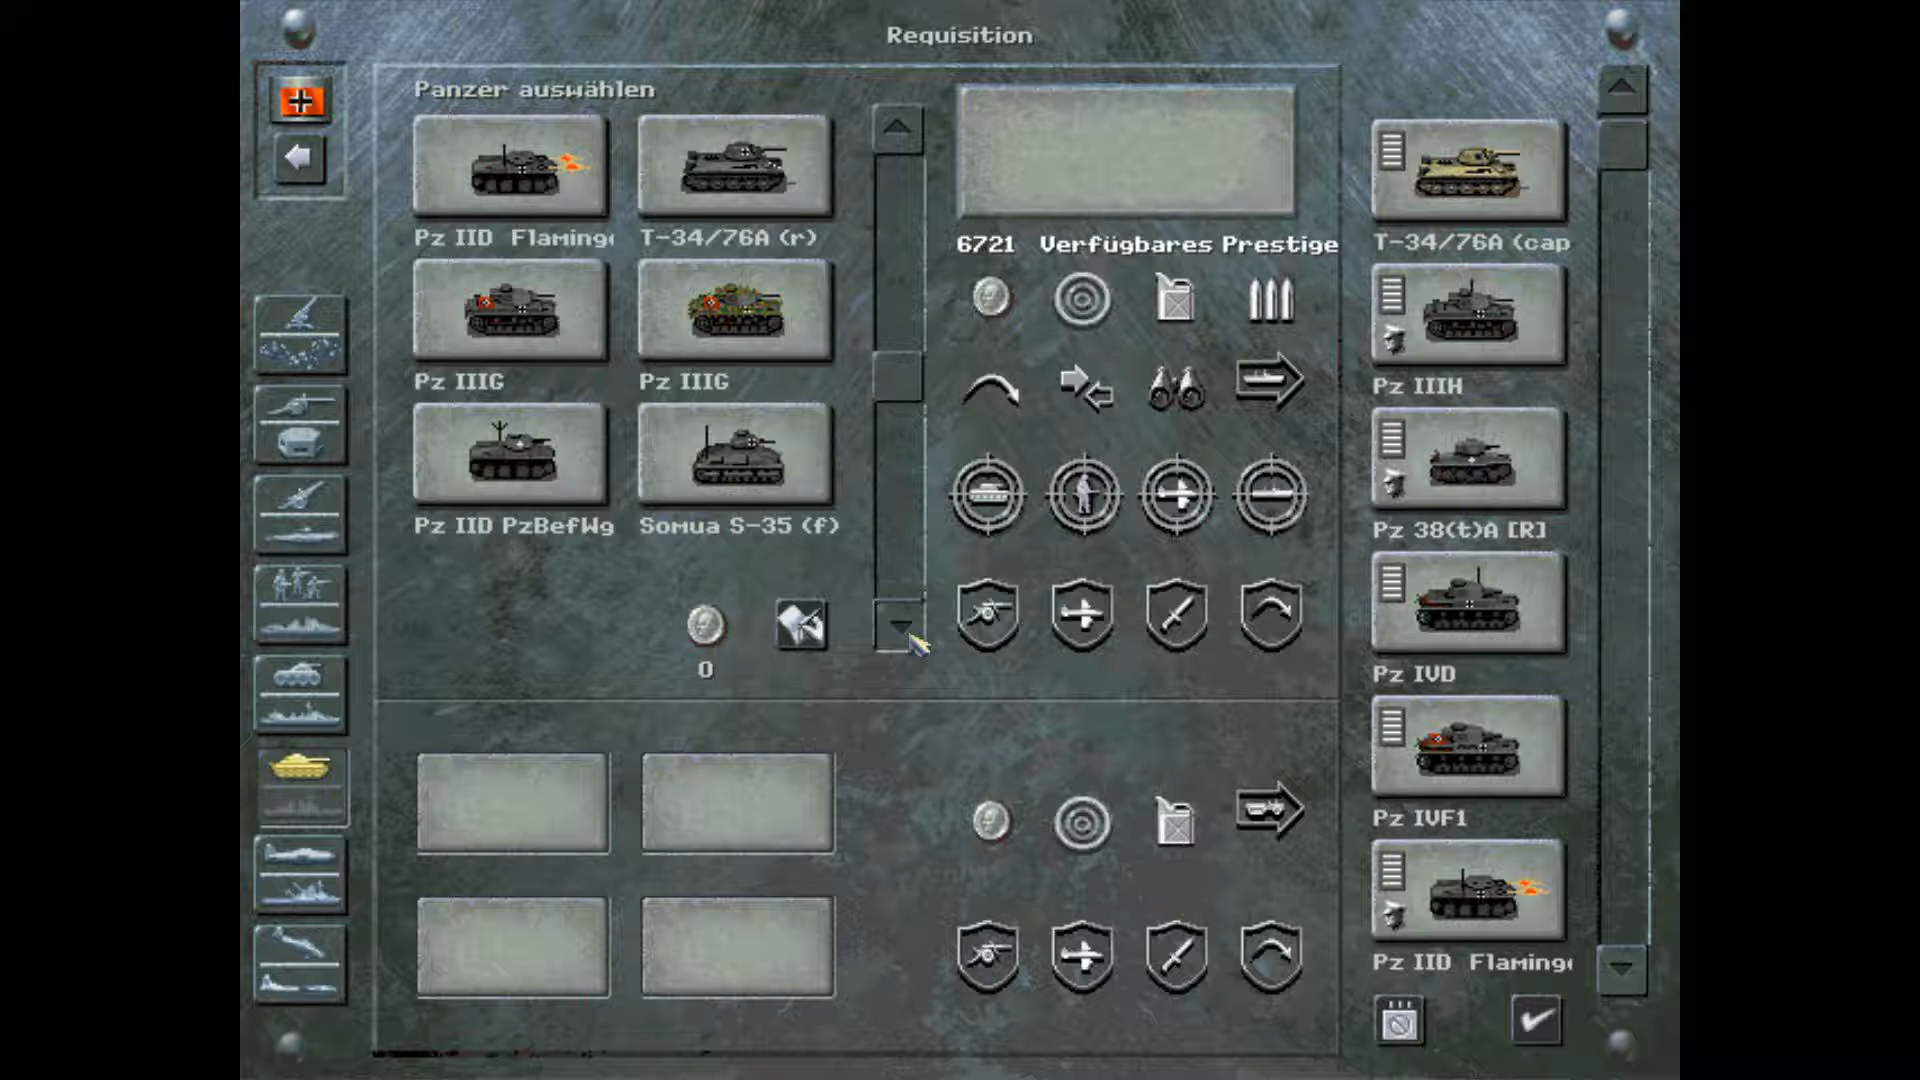 Requisition
Panzer auswählen
Pz IID Flaming
T-34/76A (r)
Pz IIIG
Pz IIIG
Pz IID PzBefWg
Somua S-35 (f)
0
6721 Verfügbares Prestige
T-34/76A (cap
Pz IIIH
Pz 38(t)A [R]
Pz IVD
Pz IVF1
Pz IID Flaming